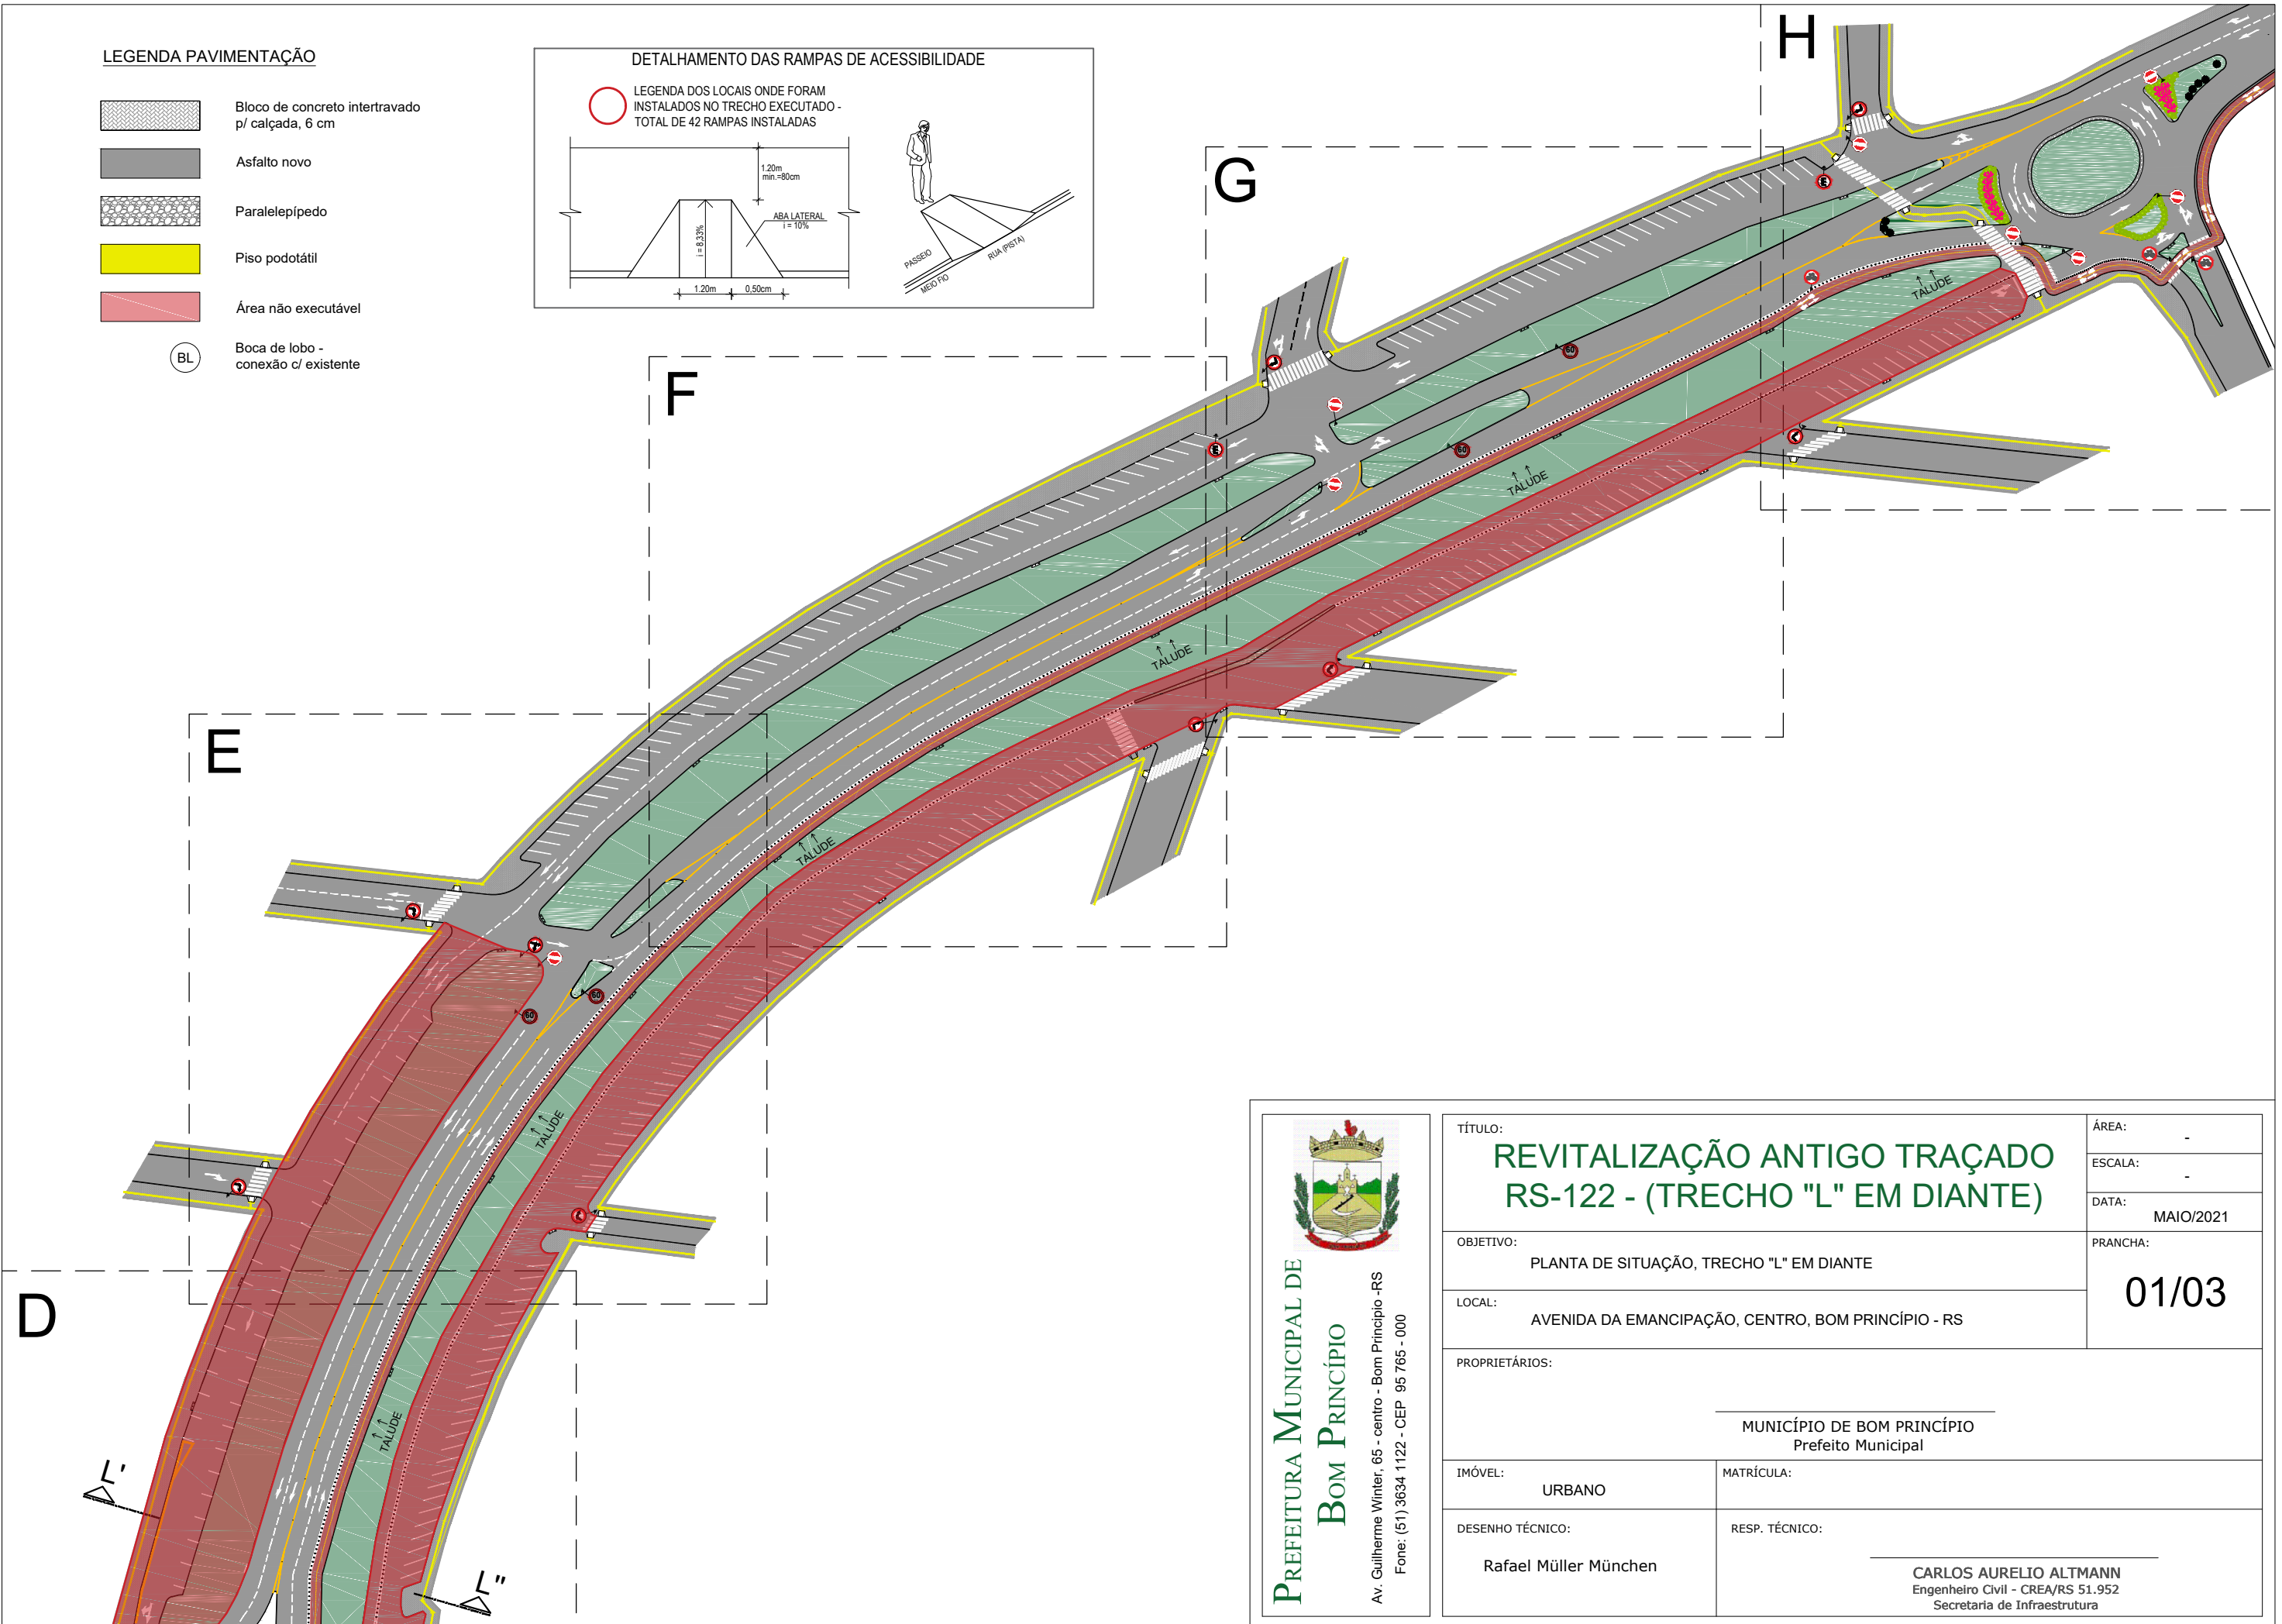 LEGENDA PAVIMENTAÇÃO
Bloco de concreto intertravado
p/ calçada, 6 cm
Asfalto novo
Paralelepípedo
Piso podotátil
Área não executável
BL
Boca de lobo -
conexão c/ existente
DETALHAMENTO DAS RAMPAS DE ACESSIBILIDADE
LEGENDA DOS LOCAIS ONDE FORAM
INSTALADOS NO TRECHO EXECUTADO -
TOTAL DE 42 RAMPAS INSTALADAS
1.20m
min.=80cm
ABA LATERAL
i = 10%
i = 8,33%
1.20m
0,50cm
PASSEIO
MEIO FIO
RUA (PISTA)
H
G
F
E
D
TALUDE
TALUDE
TALUDE
TALUDE
TALUDE
TALUDE
60
60
60
60
L'
L"
PREFEITURA MUNICIPAL DE
BOM PRINCÍPIO
Av. Guilherme Winter, 65 - centro - Bom Principio -RS
Fone: (51) 3634 1122 - CEP 95 765 - 000
TÍTULO:
REVITALIZAÇÃO ANTIGO TRAÇADO
RS-122 - (TRECHO "L" EM DIANTE)
ÁREA:
-
ESCALA:
-
DATA:
MAIO/2021
OBJETIVO:
PLANTA DE SITUAÇÃO, TRECHO "L" EM DIANTE
PRANCHA:
01/03
LOCAL:
AVENIDA DA EMANCIPAÇÃO, CENTRO, BOM PRINCÍPIO - RS
PROPRIETÁRIOS:
MUNICÍPIO DE BOM PRINCÍPIO
Prefeito Municipal
IMÓVEL:
URBANO
MATRÍCULA:
DESENHO TÉCNICO:
Rafael Müller München
RESP. TÉCNICO:
CARLOS AURELIO ALTMANN
Engenheiro Civil - CREA/RS 51.952
Secretaria de Infraestrutura